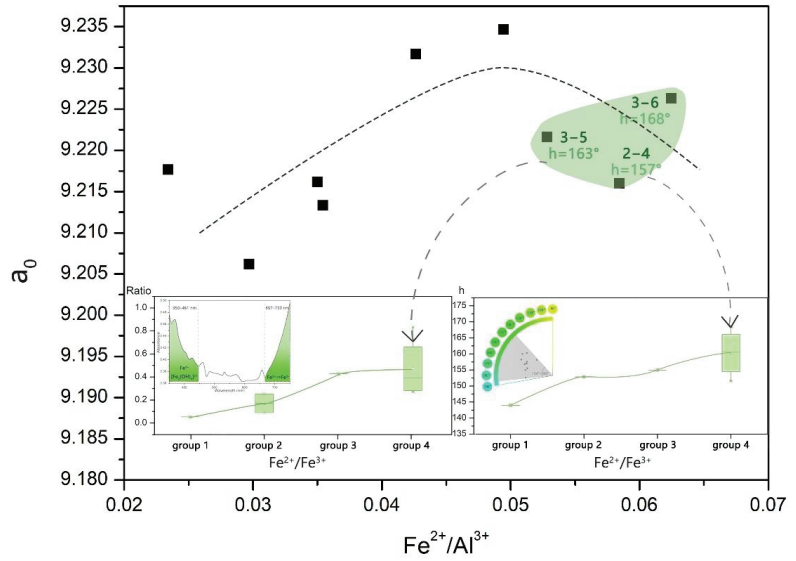 9.235
9.230
9.225
9.220
9.215
9.210
9.205
9.200
9.195
9.190
9.185
9.180
a₀
3-6
h=168°
3-5
h=163°
2-4
h=157°
Ratio
1.0
0.8
0.6
0.4
0.2
0.0
group 1 group 2 group 3 group 4
Fe²⁺/Fe³⁺
h
175
170
165
160
155
150
145
140
135
group 1 group 2 group 3 group 4
Fe²⁺/Fe³⁺
0.02 0.03 0.04 0.05 0.06 0.07
Fe²⁺/Al³⁺